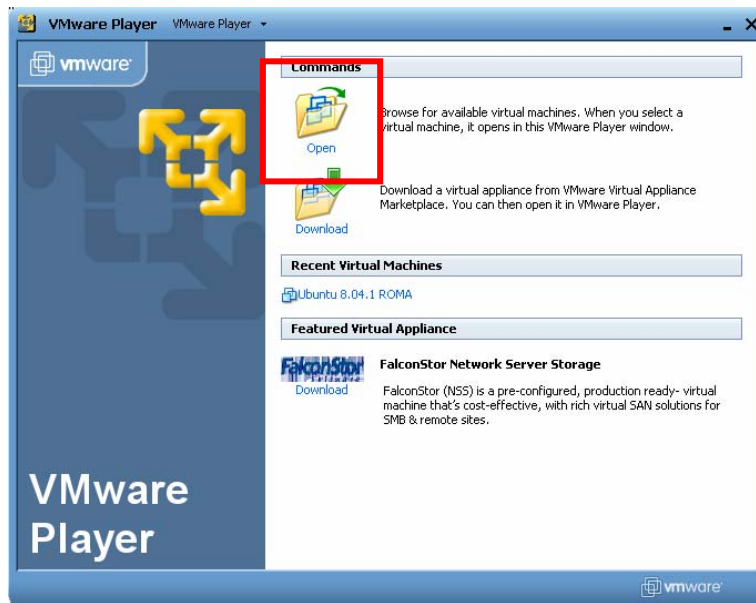 VMware Player VMware Player
vmware
Commands
Browse for available virtual machines. When you select a
virtual machine, it opens in this VMware Player window.
Open
Download a virtual appliance from VMware Virtual Appliance
Marketplace. You can then open it in VMware Player.
Download
Recent Virtual Machines
Ubuntu 8.04.1 ROMA
Featured Virtual Appliance
FalconStor
FalconStor Network Server Storage
Download
FalconStor (NSS) is a pre-configured, production ready- virtual
machine that's cost-effective, with rich virtual SAN solutions for
SMB & remote sites.
VMware
Player
vmware